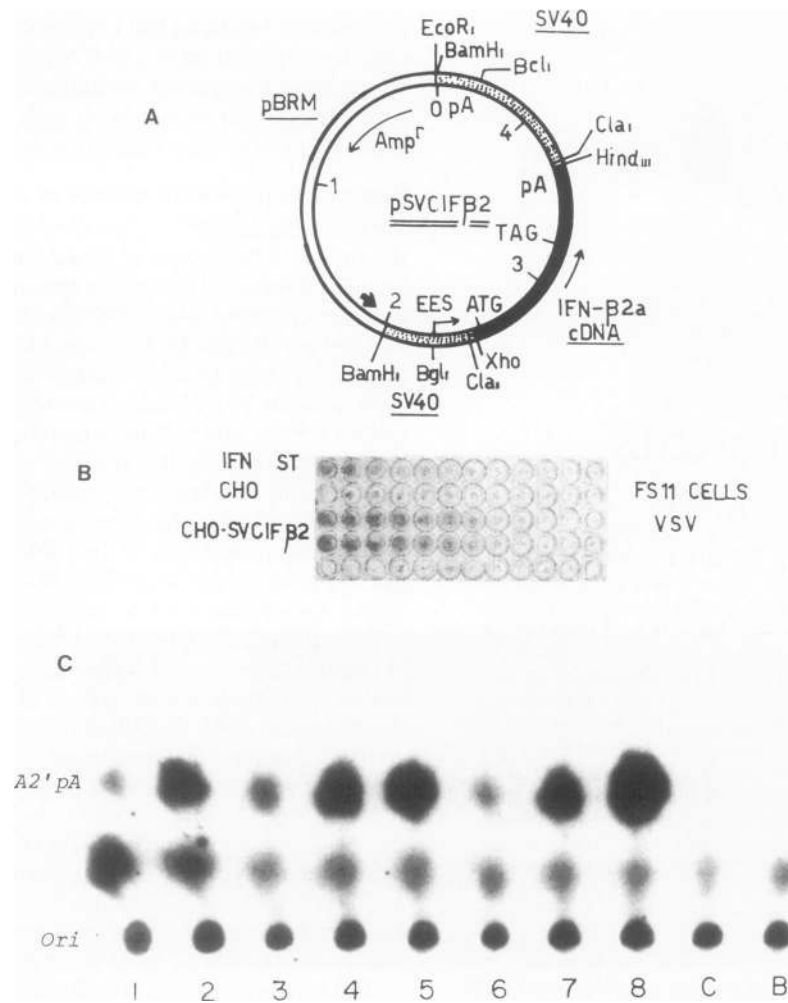 SV40
EcoRI
BamHI
BclI
A
pBRM
O pA
4
ClaI
HindIII
Ampr
pA
1
pSVCIFβ2
TAG
3
2 EES ATG
IFN-β2a
cDNA
Xho
BamHI BglI ClaI
SV40
B
IFN ST
CHO
CHO-SVCIFβ2
FS11 CELLS
VSV
C
A2'pA
Ori
1 2 3 4 5 6 7 8 C B